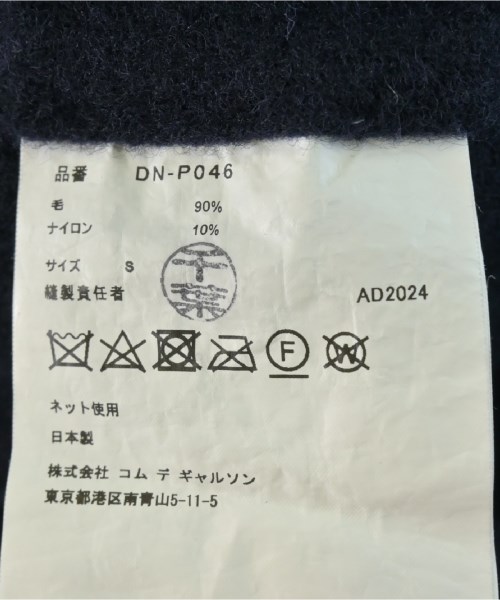 品番 DN-P046
毛 90%
ナイロン 10%
サイズ S
千葉
縫製責任者 AD2024
F W
ネット使用
日本製
株式会社 コム デ ギャルソン
東京都港区南青山5-11-5